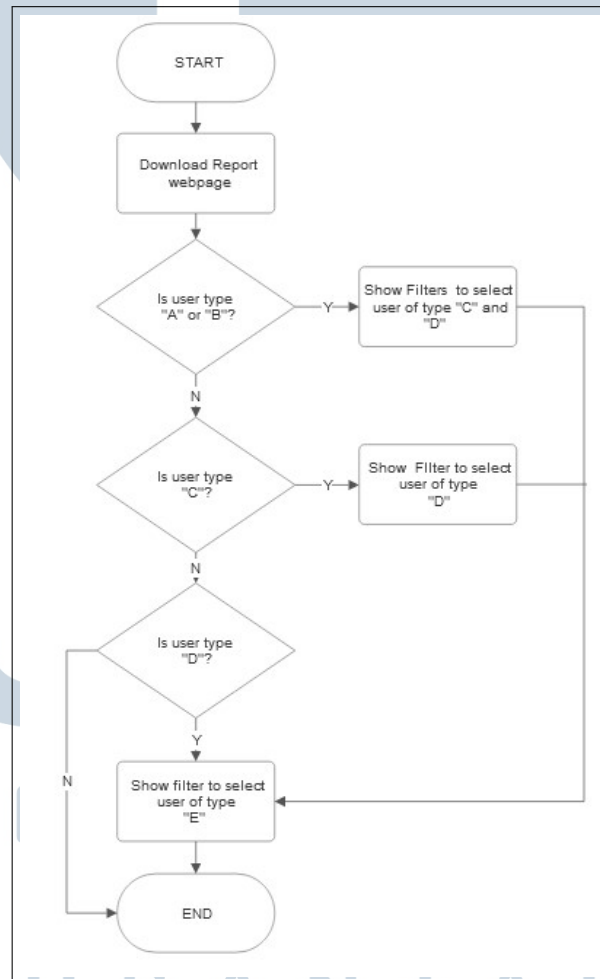 START
Download Report
webpage
Is user type
"A" or "B"?
Y
Show Filters to select
user of type "C" and
"D"
N
Is user type
"C"?
Y
Show FIlter to select
user of type
"D"
N
Is user type
"D"?
Y
N
Show filter to select
user of type
"E"
END